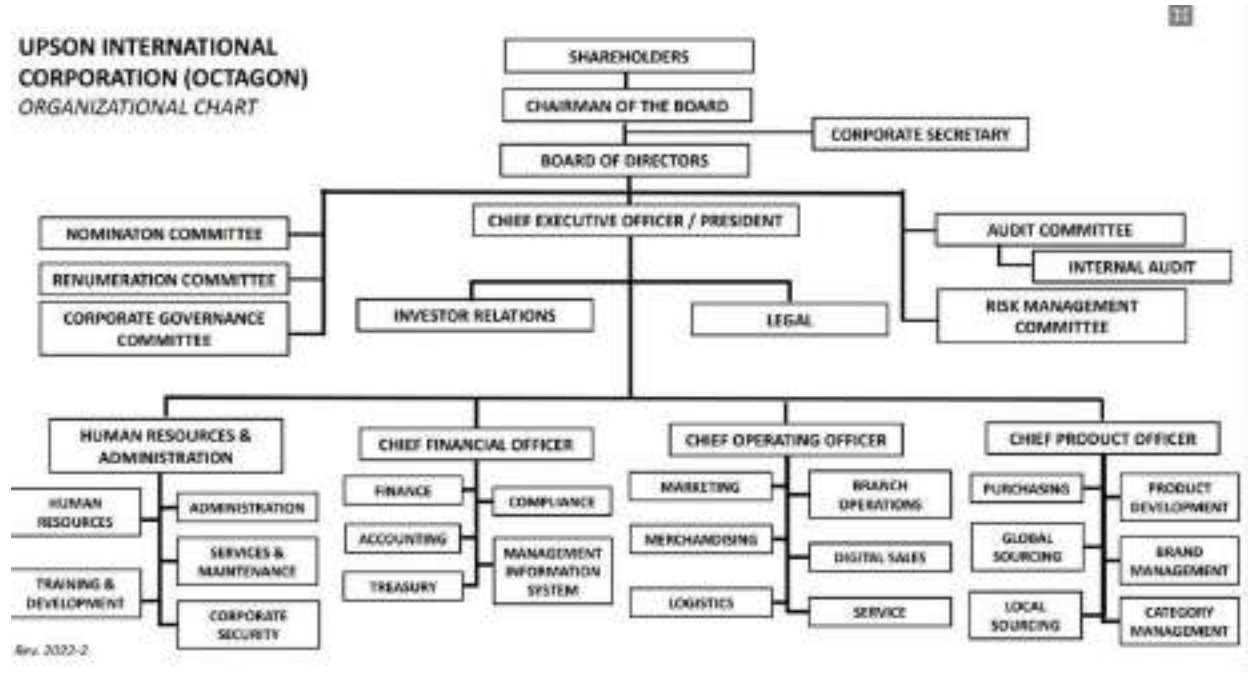 UPSON INTERNATIONAL
CORPORATION (OCTAGON)
ORGANIZATIONAL CHART
SHAREHOLDERS
CHAIRMAN OF THE BOARD
CORPORATE SECRETARY
BOARD OF DIRECTORS
CHIEF EXECUTIVE OFFICER / PRESIDENT
NOMINATON COMMITTEE
RENUMERATION COMMITTEE
CORPORATE GOVERNANCE
COMMITTEE
AUDIT COMMITTEE
INTERNAL AUDIT
RISK MANAGEMENT
COMMITTEE
INVESTOR RELATIONS
LEGAL
HUMAN RESOURCES &
ADMINISTRATION
HUMAN
RESOURCES
ADMINISTRATION
SERVICES &
MAINTENANCE
TRAINING &
DEVELOPMENT
CORPORATE
SECURITY
CHIEF FINANCIAL OFFICER
FINANCE
COMPLIANCE
ACCOUNTING
MANAGEMENT
INFORMATION
SYSTEM
TREASURY
CHIEF OPERATING OFFICER
MARKETING
BRANCH
OPERATIONS
MERCHANDISING
DIGITAL SALES
LOGISTICS
SERVICE
CHIEF PRODUCT OFFICER
PURCHASING
PRODUCT
DEVELOPMENT
GLOBAL
SOURCING
BRAND
MANAGEMENT
LOCAL
SOURCING
CATEGORY
MANAGEMENT
Rev. 2022-2